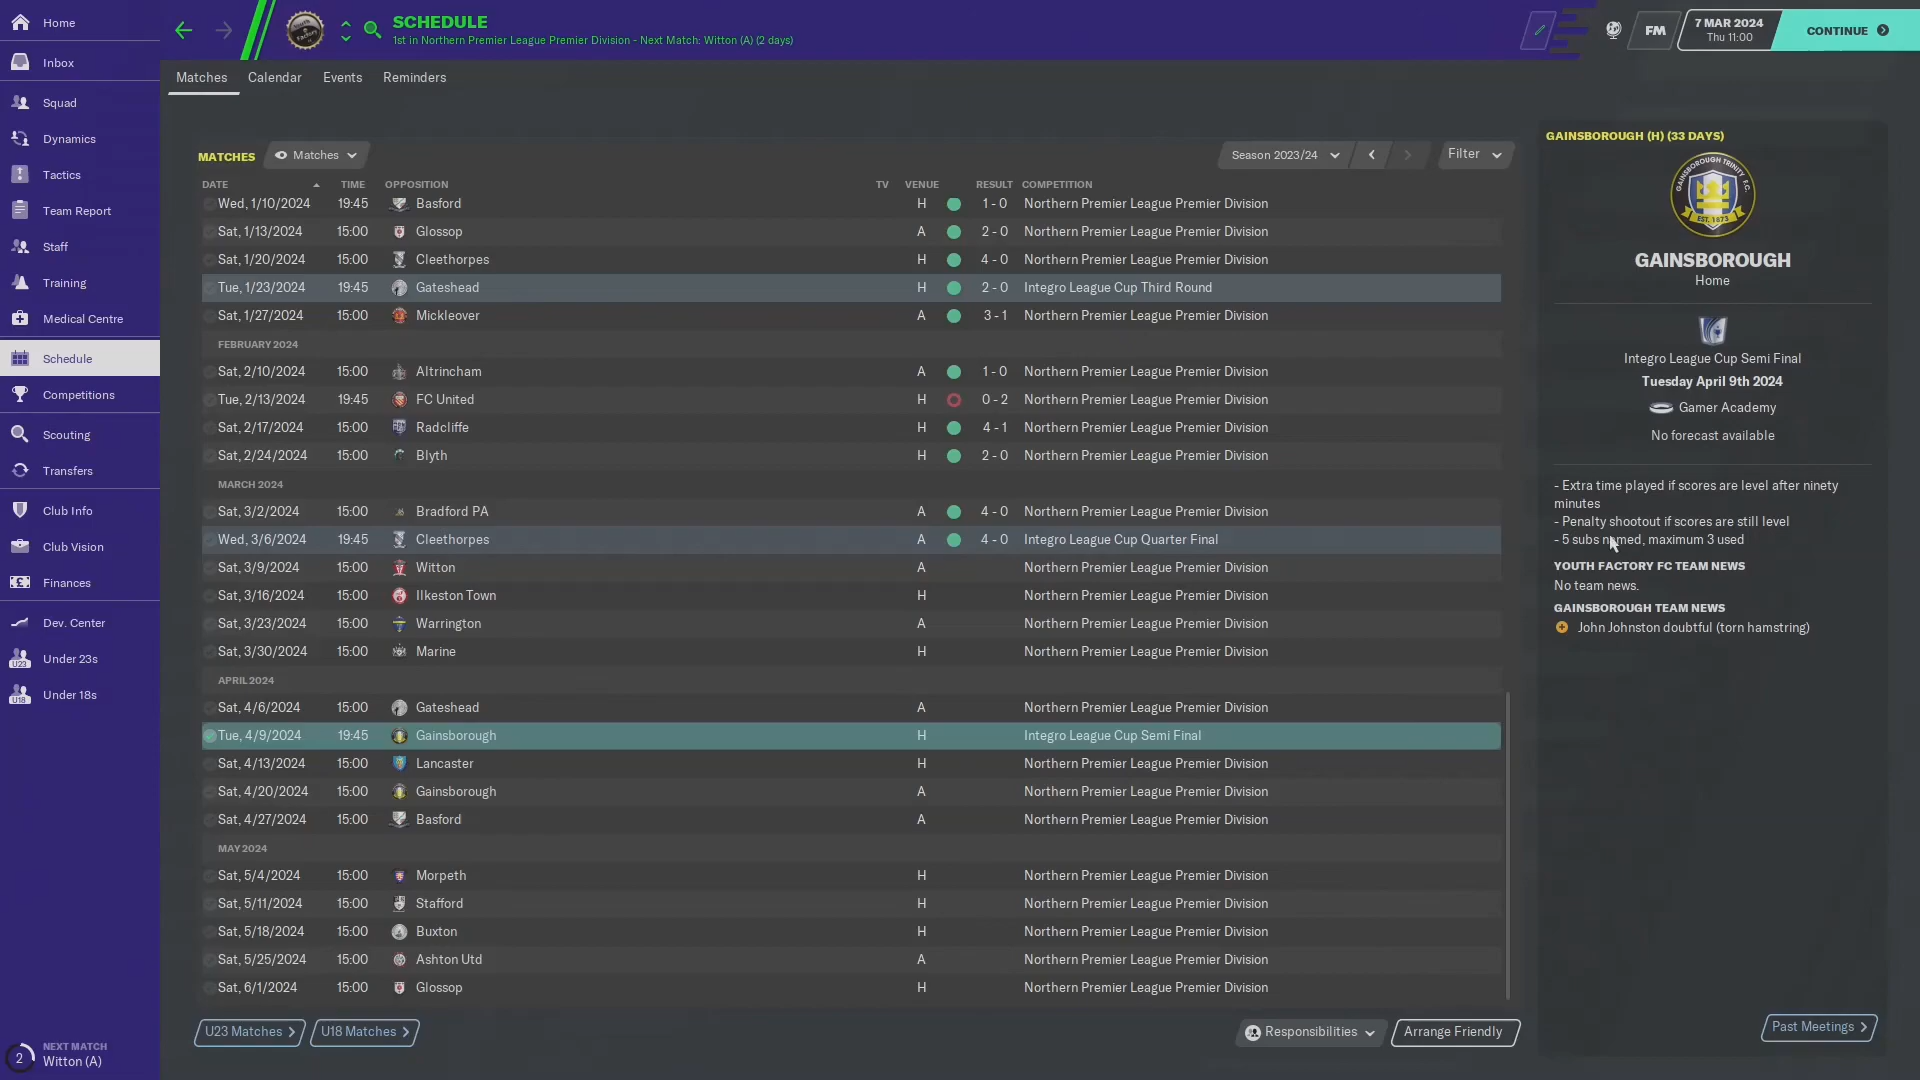 Home
Inbox
Squad
Dynamics
Tactics
Team Report
Staff
Training
Medical Centre
Schedule
Competitions
Scouting
Transfers
Club Info
Club Vision
Finances
Dev. Center
U23 Under 23s
U18 Under 18s
2 NEXT MATCH
Witton (A)
SCHEDULE
1st in Northern Premier League Premier Division - Next Match: Witton (A) (2 days)
FM
7 MAR 2024
Thu 11:00
CONTINUE
Matches Calendar Events Reminders
MATCHES Matches Season 2023/24 Filter
DATE TIME OPPOSITION TV VENUE RESULT COMPETITION
Wed, 1/10/2024 19:45 Basford H 1 - 0 Northern Premier League Premier Division
Sat, 1/13/2024 15:00 Glossop A 2 - 0 Northern Premier League Premier Division
Sat, 1/20/2024 15:00 Cleethorpes H 4 - 0 Northern Premier League Premier Division
Tue, 1/23/2024 19:45 Gateshead H 2 - 0 Integro League Cup Third Round
Sat, 1/27/2024 15:00 Mickleover A 3 - 1 Northern Premier League Premier Division
FEBRUARY 2024
Sat, 2/10/2024 15:00 Altrincham A 1 - 0 Northern Premier League Premier Division
Tue, 2/13/2024 19:45 FC United H 0 - 2 Northern Premier League Premier Division
Sat, 2/17/2024 15:00 Radcliffe H 4 - 1 Northern Premier League Premier Division
Sat, 2/24/2024 15:00 Blyth H 2 - 0 Northern Premier League Premier Division
MARCH 2024
Sat, 3/2/2024 15:00 Bradford PA A 4 - 0 Northern Premier League Premier Division
Wed, 3/6/2024 19:45 Cleethorpes A 4 - 0 Integro League Cup Quarter Final
Sat, 3/9/2024 15:00 Witton A Northern Premier League Premier Division
Sat, 3/16/2024 15:00 Ilkeston Town H Northern Premier League Premier Division
Sat, 3/23/2024 15:00 Warrington A Northern Premier League Premier Division
Sat, 3/30/2024 15:00 Marine H Northern Premier League Premier Division
APRIL 2024
Sat, 4/6/2024 15:00 Gateshead A Northern Premier League Premier Division
Tue, 4/9/2024 19:45 Gainsborough H Integro League Cup Semi Final
Sat, 4/13/2024 15:00 Lancaster H Northern Premier League Premier Division
Sat, 4/20/2024 15:00 Gainsborough A Northern Premier League Premier Division
Sat, 4/27/2024 15:00 Basford A Northern Premier League Premier Division
MAY 2024
Sat, 5/4/2024 15:00 Morpeth H Northern Premier League Premier Division
Sat, 5/11/2024 15:00 Stafford H Northern Premier League Premier Division
Sat, 5/18/2024 15:00 Buxton H Northern Premier League Premier Division
Sat, 5/25/2024 15:00 Ashton Utd A Northern Premier League Premier Division
Sat, 6/1/2024 15:00 Glossop H Northern Premier League Premier Division
U23 Matches U18 Matches Responsibilities Arrange Friendly
GAINSBOROUGH (H) (33 DAYS)
GAINSBOROUGH TRINITY F.C.
EST. 1873
GAINSBOROUGH
Home
Integro League Cup Semi Final
Tuesday April 9th 2024
Gamer Academy
No forecast available
- Extra time played if scores are level after ninety
minutes
- Penalty shootout if scores are still level
- 5 subs named, maximum 3 used
YOUTH FACTORY FC TEAM NEWS
No team news.
GAINSBOROUGH TEAM NEWS
John Johnston doubtful (torn hamstring)
Past Meetings